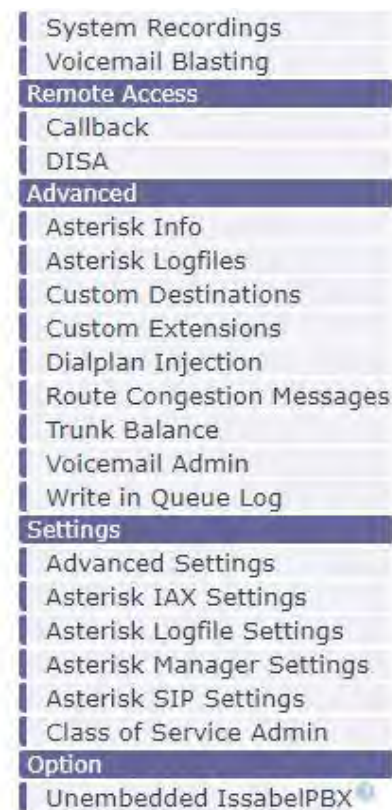 System Recordings
Voicemail Blasting
Remote Access
Callback
DISA
Advanced
Asterisk Info
Asterisk Logfiles
Custom Destinations
Custom Extensions
Dialplan Injection
Route Congestion Messages
Trunk Balance
Voicemail Admin
Write in Queue Log
Settings
Advanced Settings
Asterisk IAX Settings
Asterisk Logfile Settings
Asterisk Manager Settings
Asterisk SIP Settings
Class of Service Admin
Option
Unembedded IssabelPBX